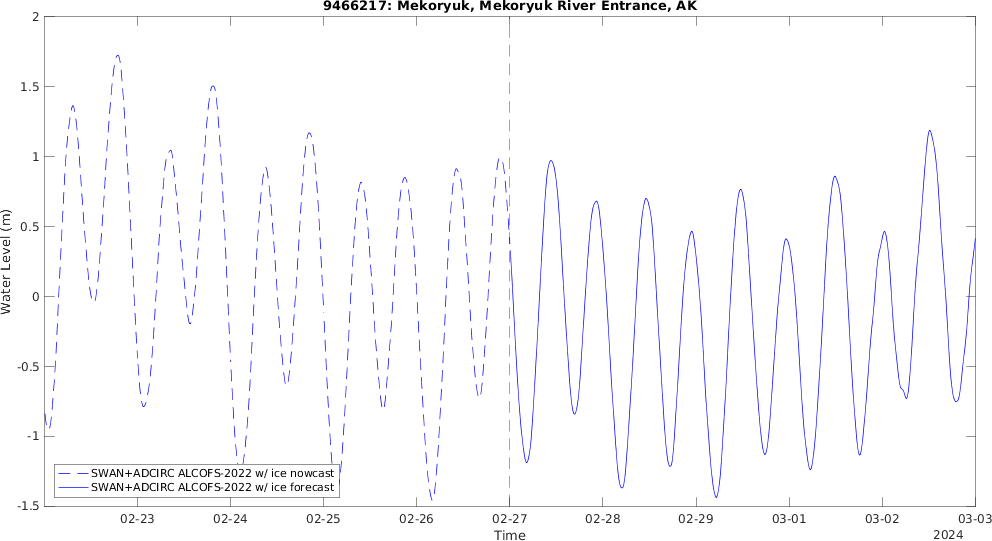 9466217: Mekoryuk, Mekoryuk River Entrance, AK
2
1.5
1
0.5
0
-0.5
-1
-1.5
Water Level (m)
SWAN+ADCIRC ALCOFS-2022 w/ ice nowcast
SWAN+ADCIRC ALCOFS-2022 w/ ice forecast
02-23 02-24 02-25 02-26 02-27 02-28 02-29 03-01 03-02 03-03
Time
2024